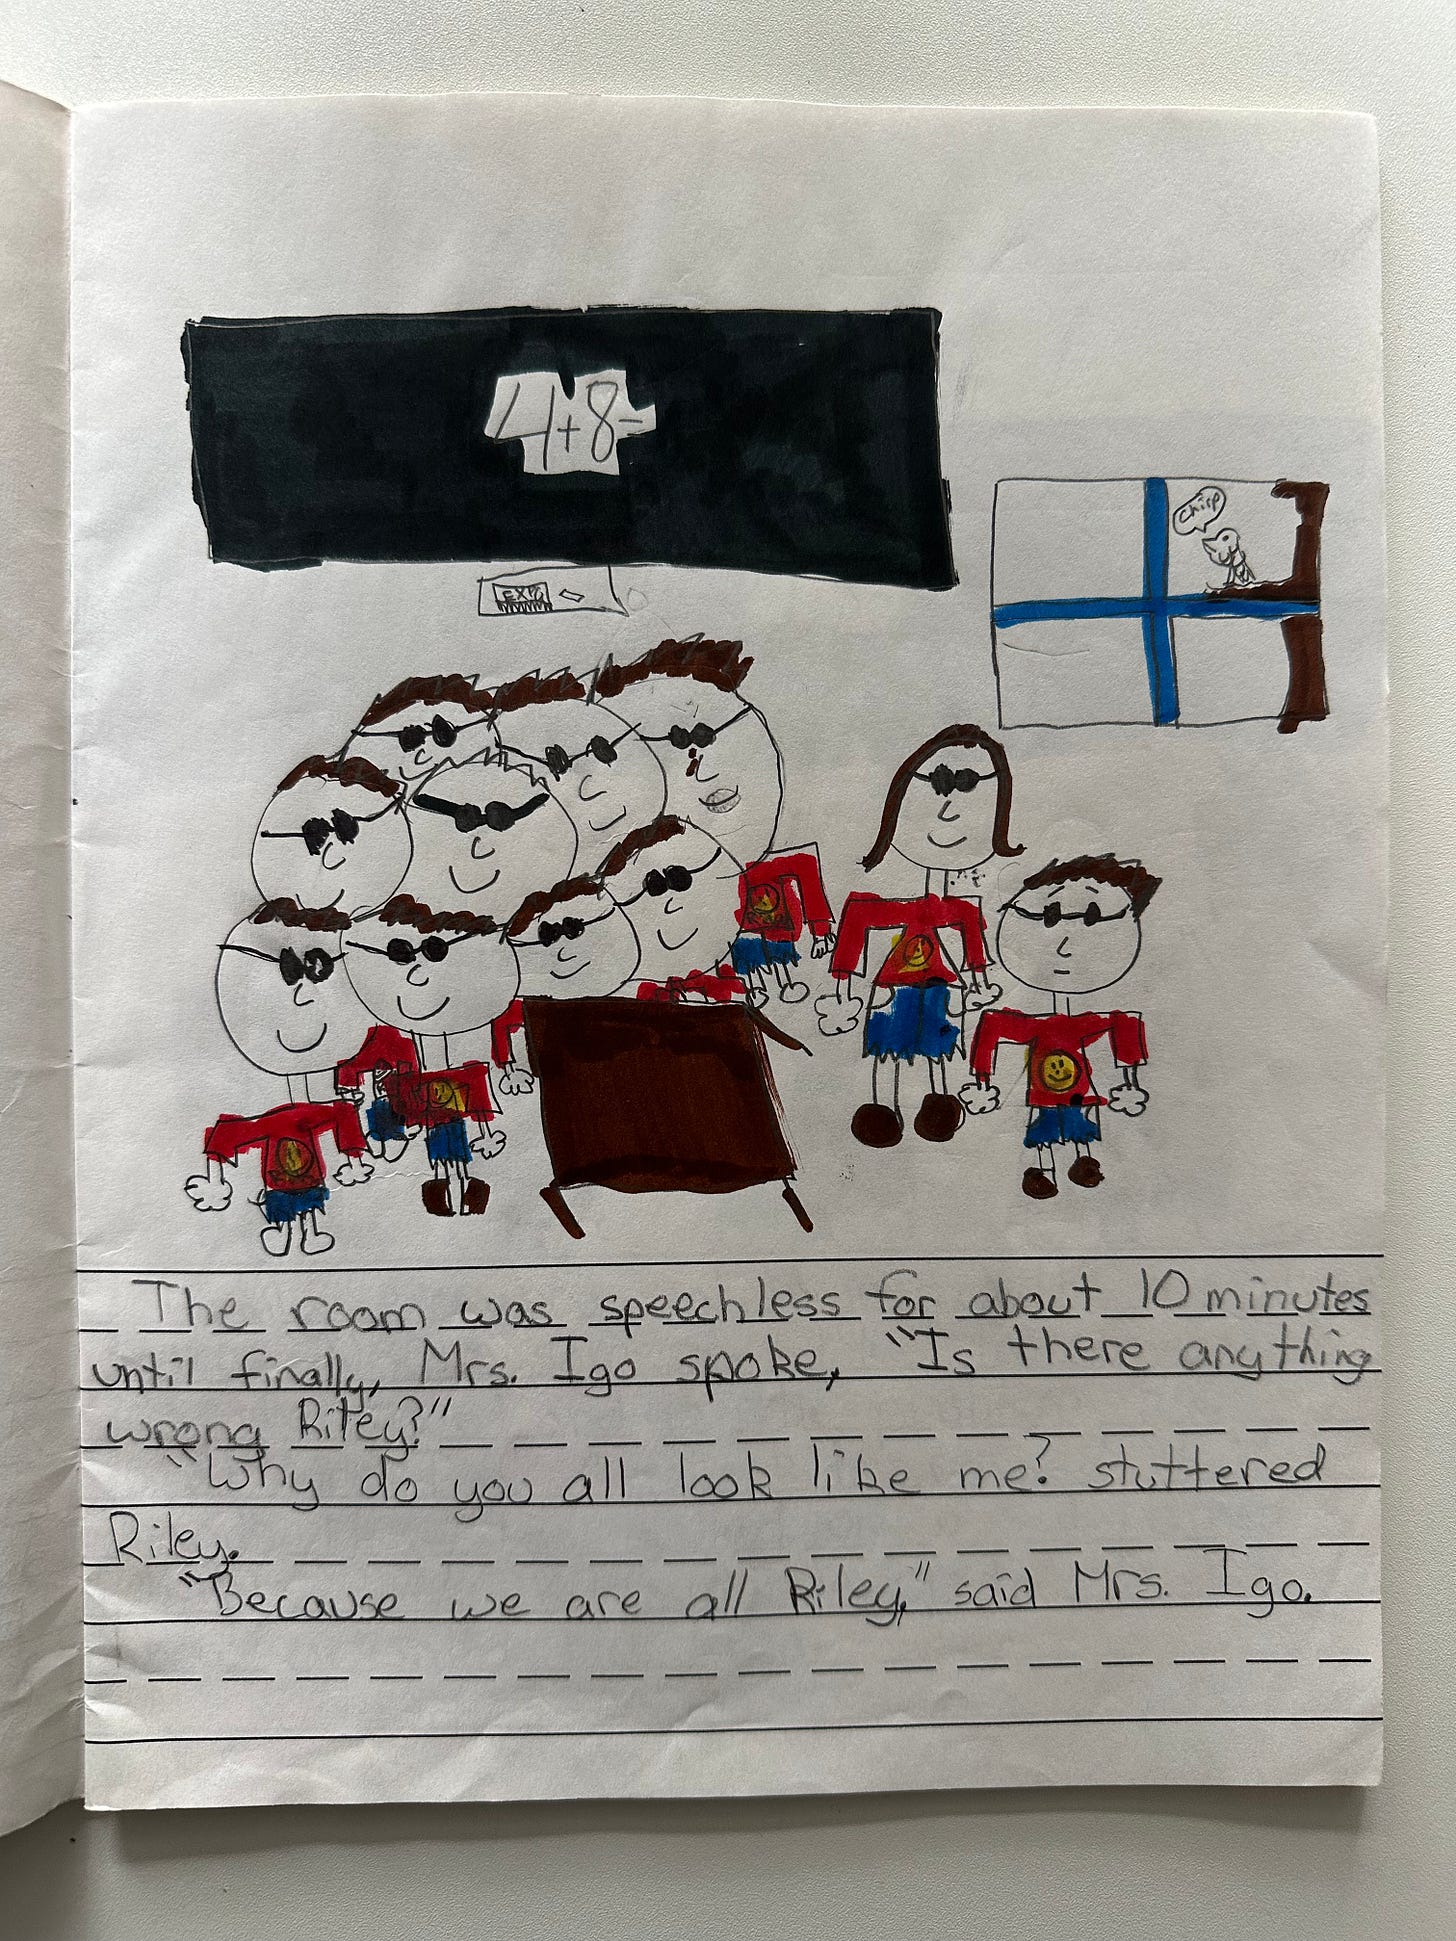 4+8=
chirp
EXPO
The room was speechless for about 10 minutes
until finally, Mrs. Igo spoke, "Is there anything
wrong Riley?"
"Why do you all look like me? stuttered
Riley.
"Because we are all Riley," said Mrs. Igo.